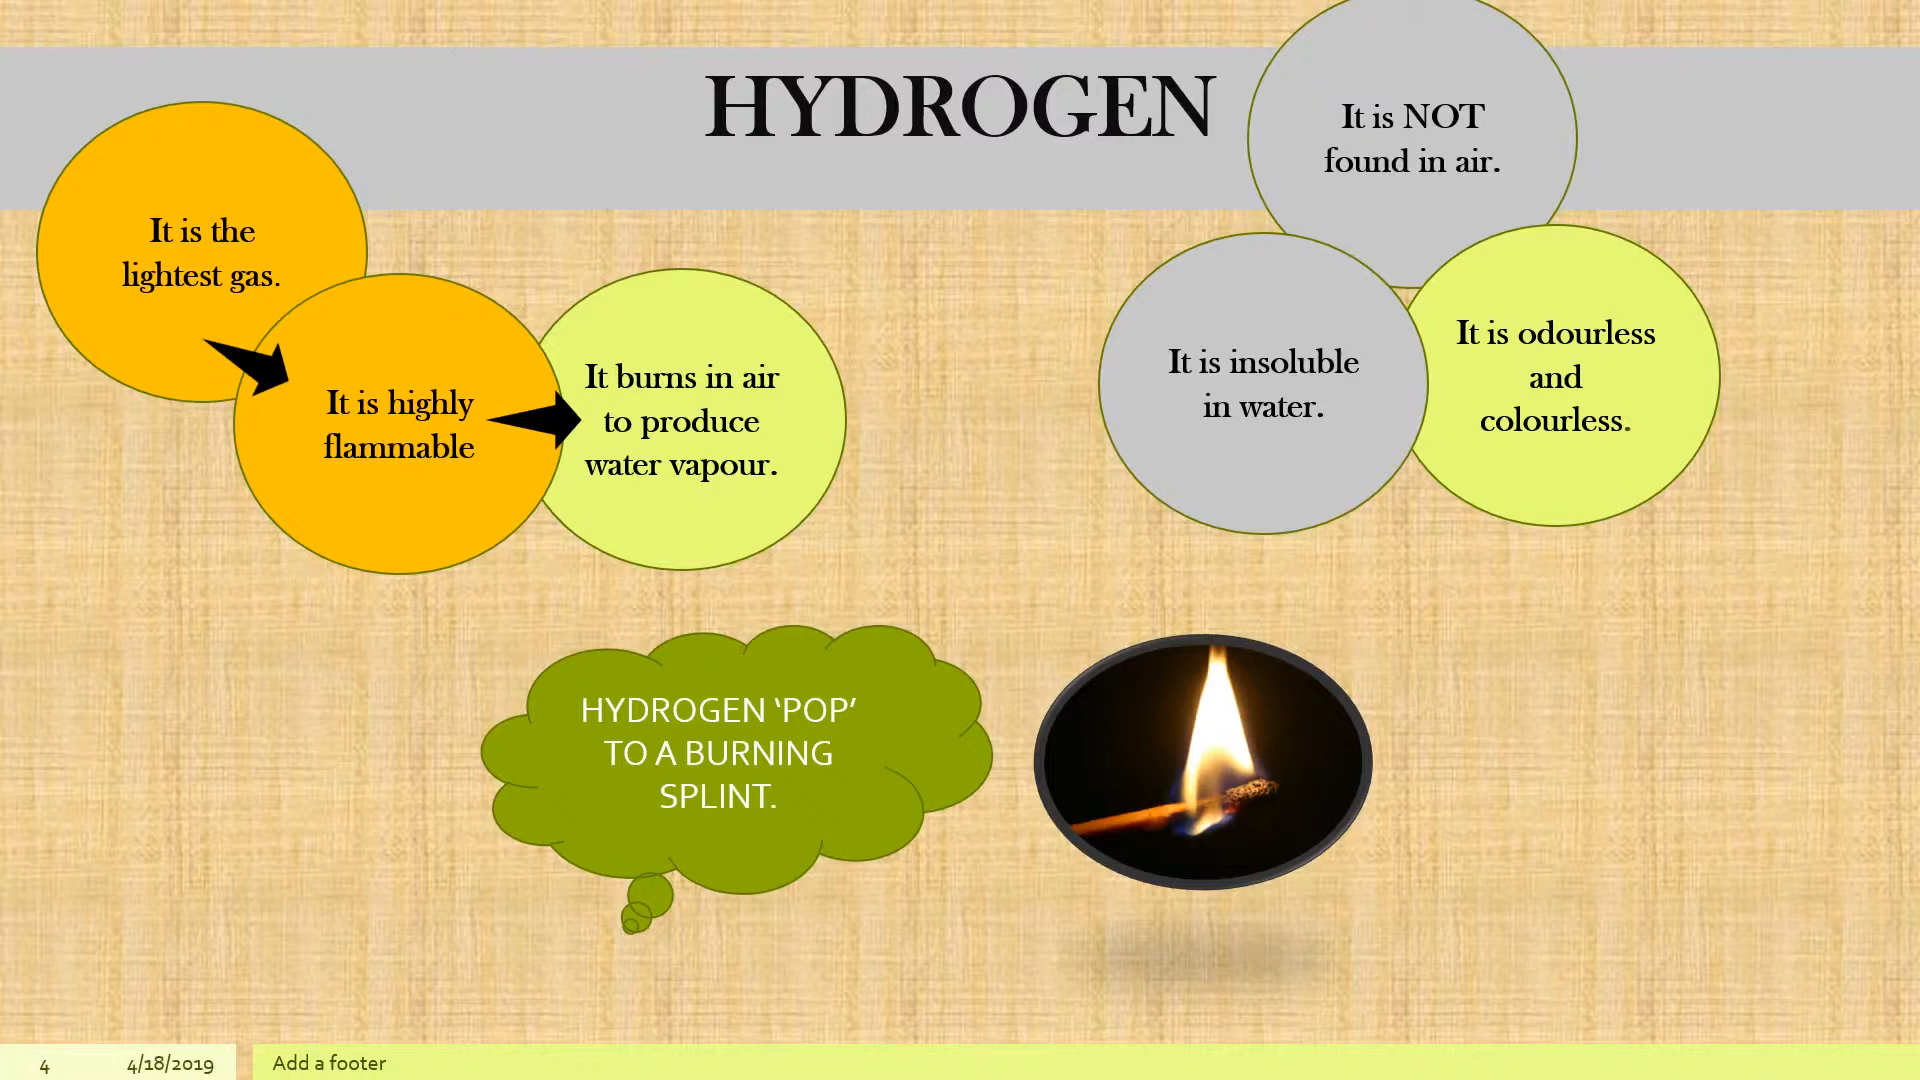 HYDROGEN
It is the
lightest gas.
It is highly
flammable
It burns in air
to produce
water vapour.
It is NOT
found in air.
It is insoluble
in water.
It is odourless
and
colourless.
HYDROGEN ‘POP’
TO A BURNING
SPLINT.
4 4/18/2019 Add a footer